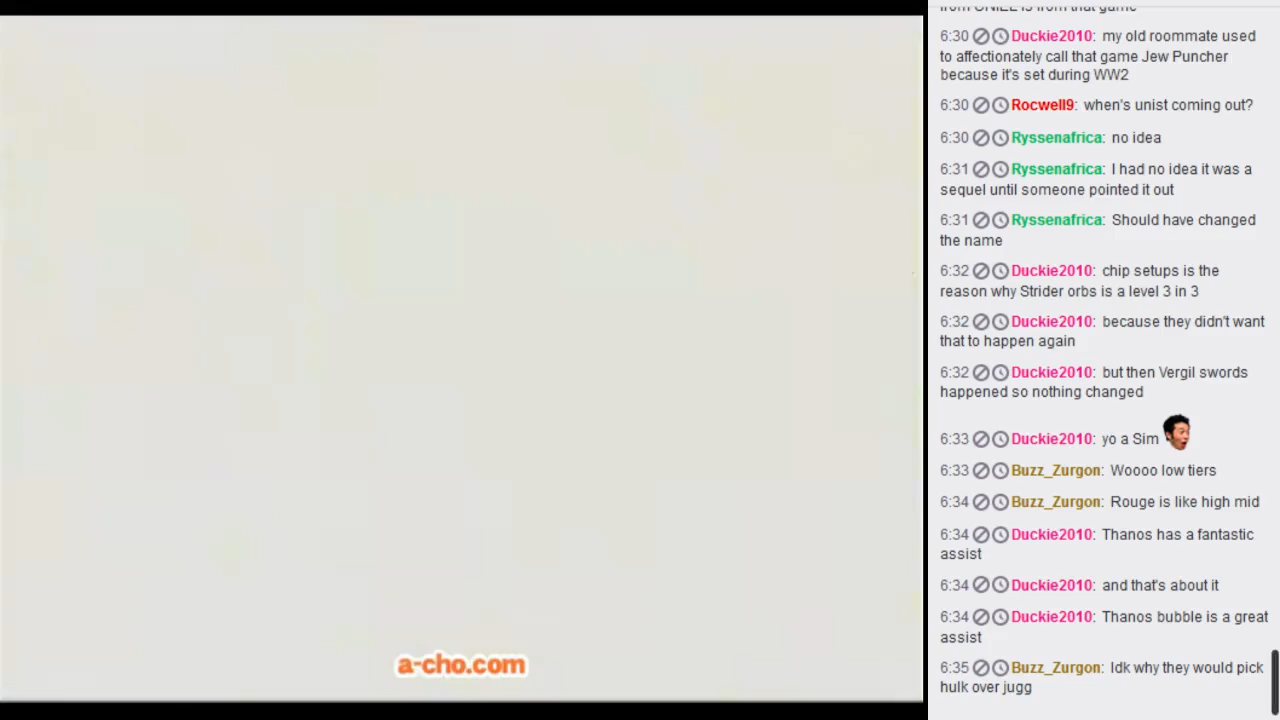 from UNIEL is from that game
6:30 Duckie2010: my old roommate used
to affectionately call that game Jew Puncher
because it's set during WW2
6:30 Rocwell9: when's unist coming out?
6:30 Ryssenafrica: no idea
6:31 Ryssenafrica: I had no idea it was a
sequel until someone pointed it out
6:31 Ryssenafrica: Should have changed
the name
6:32 Duckie2010: chip setups is the
reason why Strider orbs is a level 3 in 3
6:32 Duckie2010: because they didn't want
that to happen again
6:32 Duckie2010: but then Vergil swords
happened so nothing changed
6:33 Duckie2010: yo a Sim
6:33 Buzz_Zurgon: Woooo low tiers
6:34 Buzz_Zurgon: Rouge is like high mid
6:34 Duckie2010: Thanos has a fantastic
assist
6:34 Duckie2010: and that's about it
6:34 Duckie2010: Thanos bubble is a great
assist
6:35 Buzz_Zurgon: Idk why they would pick
hulk over jugg
a-cho.com